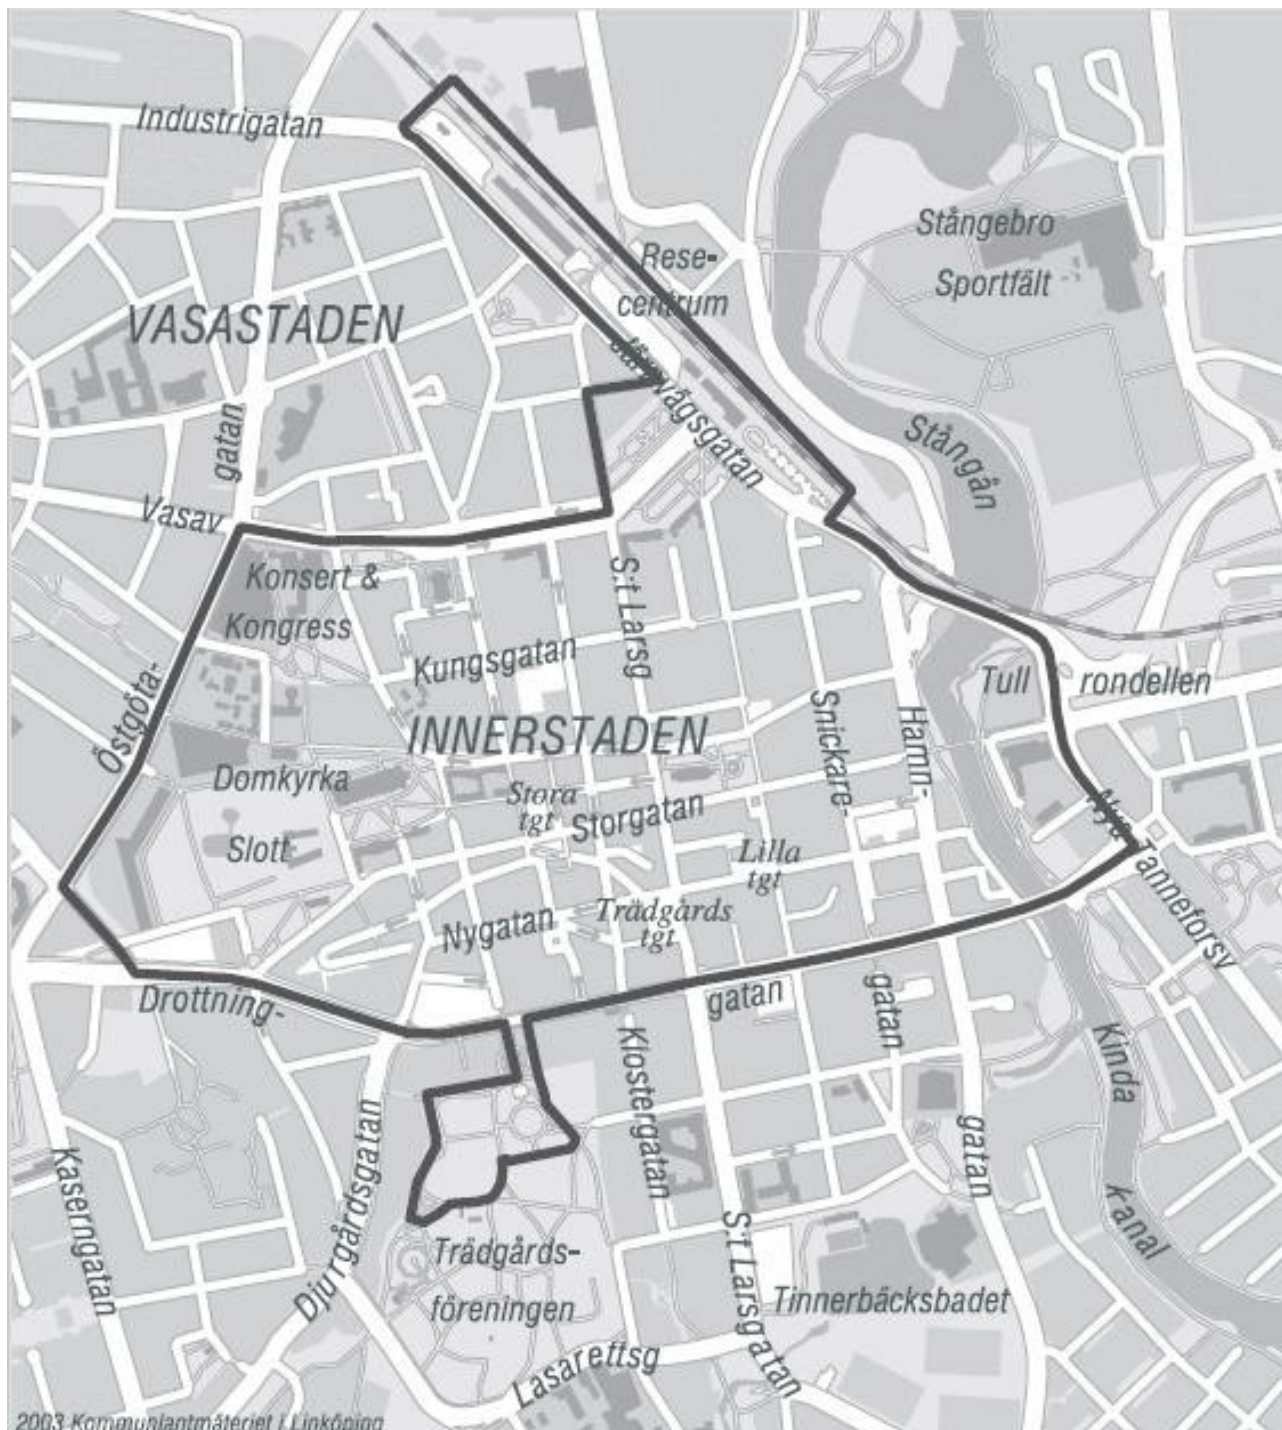 Industrigatan
Stångebro
Sportfält
Rese-
centrum
VASASTADEN
Järnvägsgatan
gatan
Stångån
Vasav
Konsert &
Kongress
S:t Larsg
Kungsgatan
Tull
rondellen
Östgöta-
INNERSTADEN
Snickare-
Hamn-
Domkyrka
Stora
tgt
Storgatan
Nya
Tanneforsv
Slott
Lilla
tgt
Nygatan
Trädgårds
tgt
Drottning-
gatan
gatan
Klostergatan
Kinda
kanal
Kaserngatan
Djurgårdsgatan
gatan
S:t Larsgatan
Trädgårds-
föreningen
Tinnerbäcksbadet
Lasarettsg
2003 Kommunlantmäteriet i Linköping